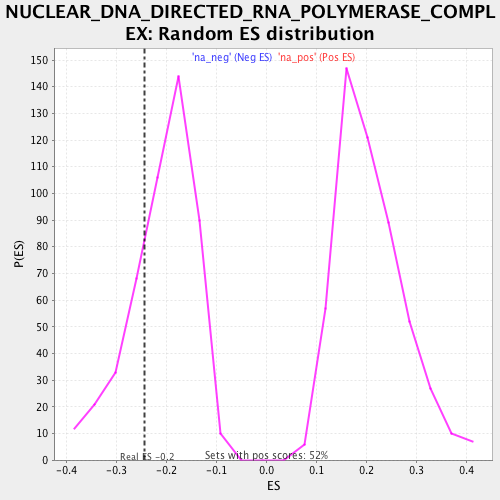 NUCLEAR_DNA_DIRECTED_RNA_POLYMERASE_COMPL
EX: Random ES distribution
'na_neg' (Neg ES) 'na_pos' (Pos ES)
150
140
130
120
110
100
90
80
70
60
50
40
30
20
10
0
P(ES)
Real ES -0.2
Sets with pos scores: 52%
-0.4 -0.3 -0.2 -0.1 0.0 0.1 0.2 0.3 0.4
ES